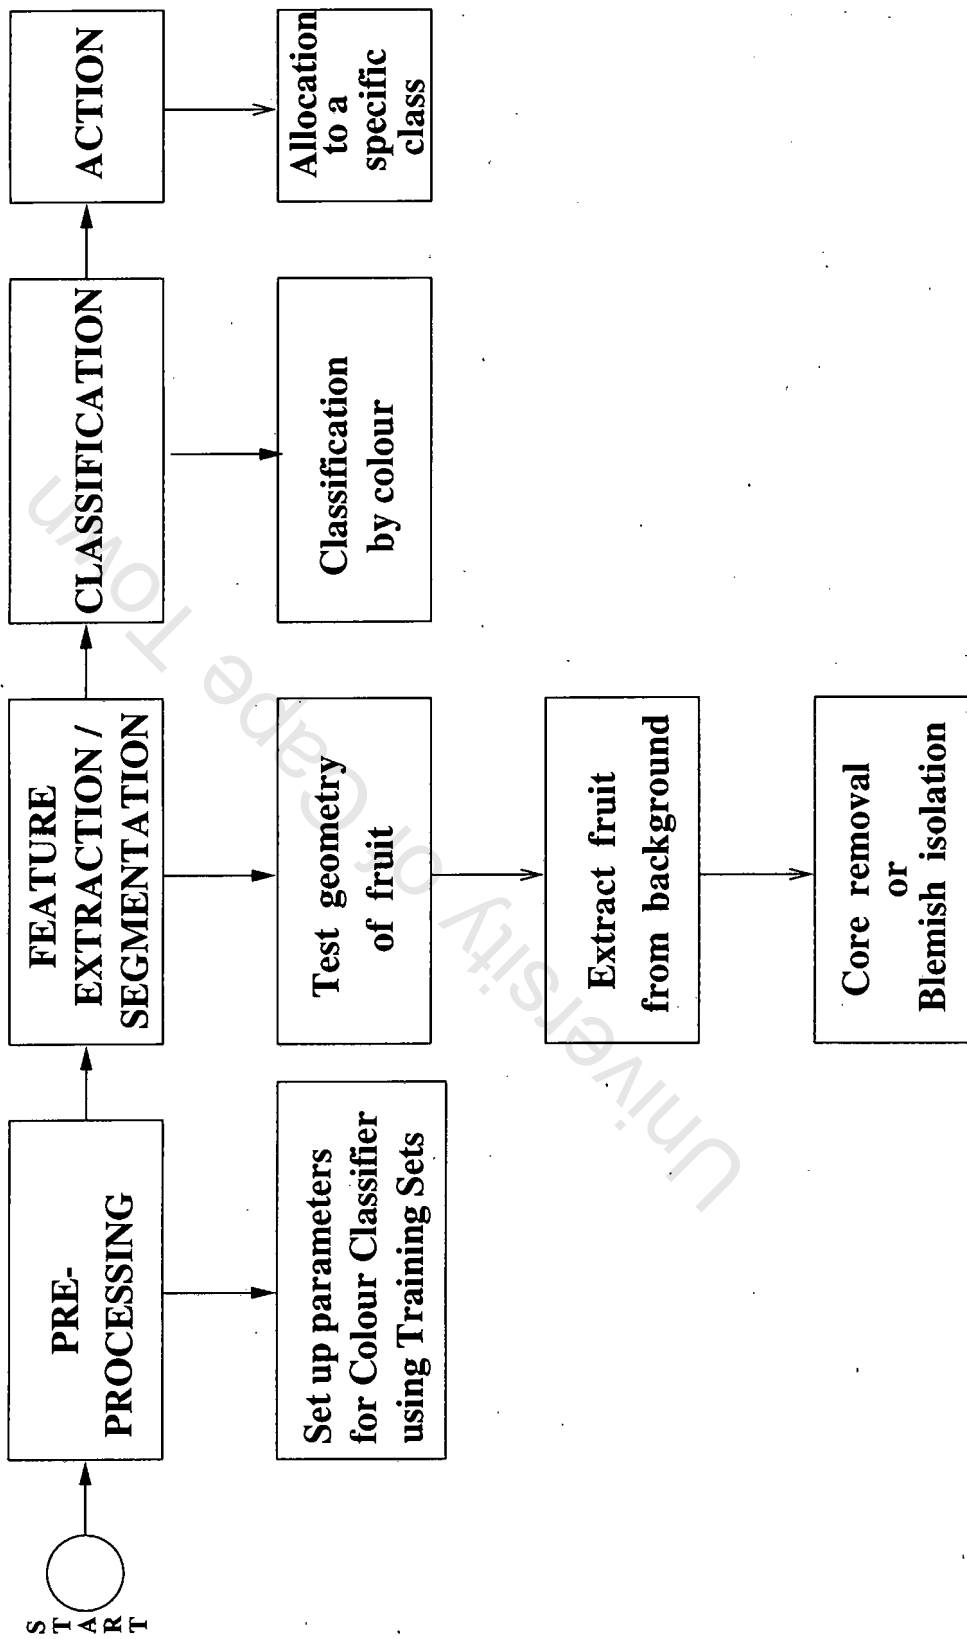 S
T
A
R
T
PRE-
PROCESSING
FEATURE
EXTRACTION /
SEGMENTATION
CLASSIFICATION
ACTION
Set up parameters
for Colour Classifier
using Training Sets
Test geometry
of fruit
Classification
by colour
Allocation
to a
specific
class
Extract fruit
from background
Core removal
or
Blemish isolation
University of Cape Town